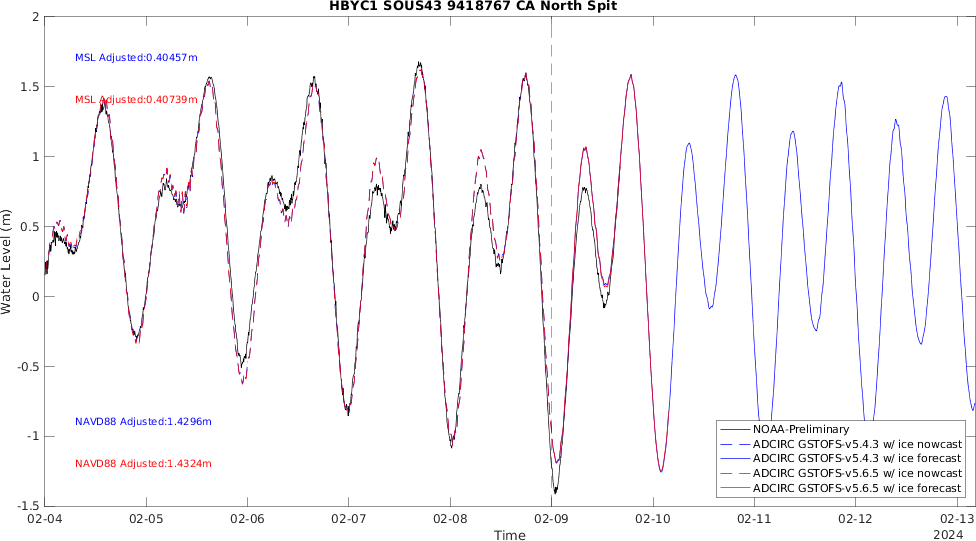 HBYC1 SOUS43 9418767 CA North Spit
2
1.5
1
0.5
0
-0.5
-1
-1.5
Water Level (m)
MSL Adjusted:0.40457m
MSL Adjusted:0.40739m
NAVD88 Adjusted:1.4296m
NAVD88 Adjusted:1.4324m
NOAA-Preliminary
ADCIRC GSTOFS-v5.4.3 w/ ice nowcast
ADCIRC GSTOFS-v5.4.3 w/ ice forecast
ADCIRC GSTOFS-v5.6.5 w/ ice nowcast
ADCIRC GSTOFS-v5.6.5 w/ ice forecast
02-04 02-05 02-06 02-07 02-08 02-09 02-10 02-11 02-12 02-13
Time
2024